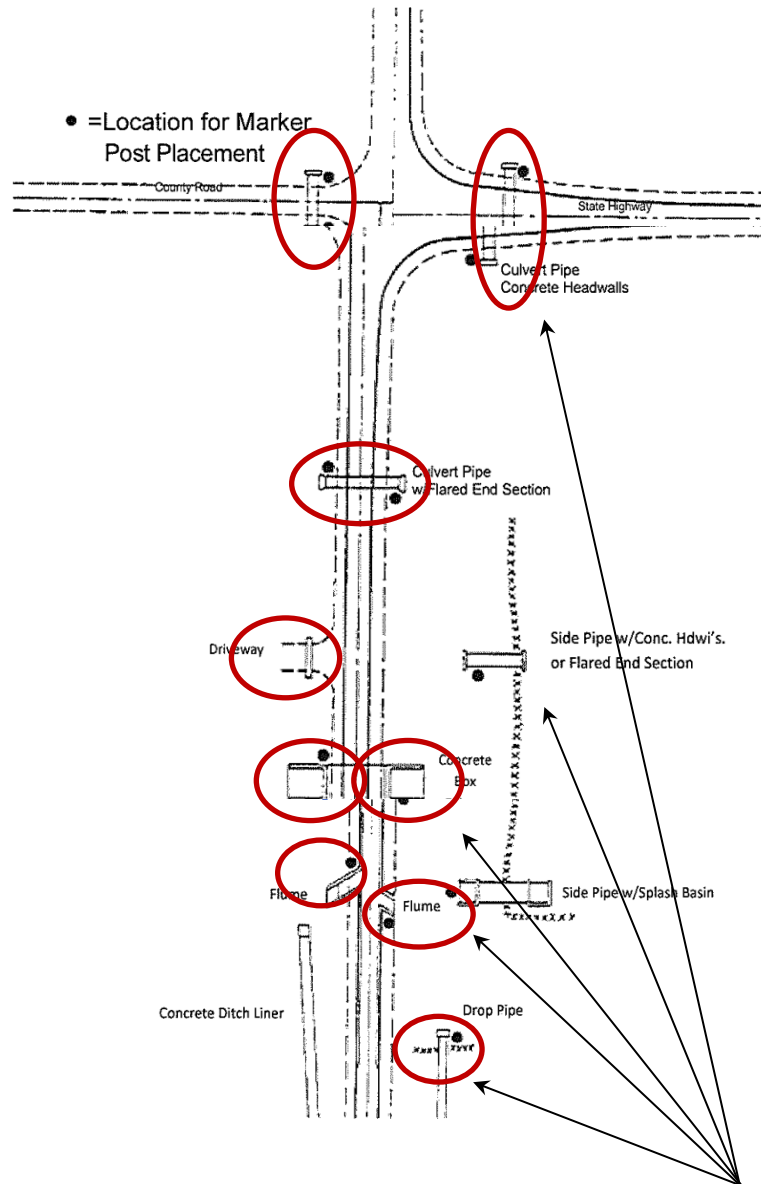 ● =Location for Marker
Post Placement
County Road
State Highway
Culvert Pipe
Concrete Headwalls
Culvert Pipe
w/Flared End Section
Driveway
Side Pipe w/Conc. Hdwi's.
or Flared End Section
Concrete
Box
Flume
Flume
Side Pipe w/Splash Basin
Concrete Ditch Liner
Drop Pipe